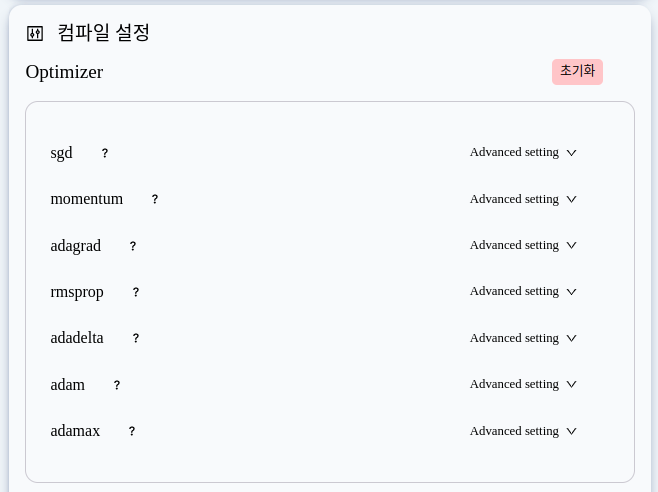 컴파일 설정
Optimizer 초기화
sgd ? Advanced setting
momentum ? Advanced setting
adagrad ? Advanced setting
rmsprop ? Advanced setting
adadelta ? Advanced setting
adam ? Advanced setting
adamax ? Advanced setting